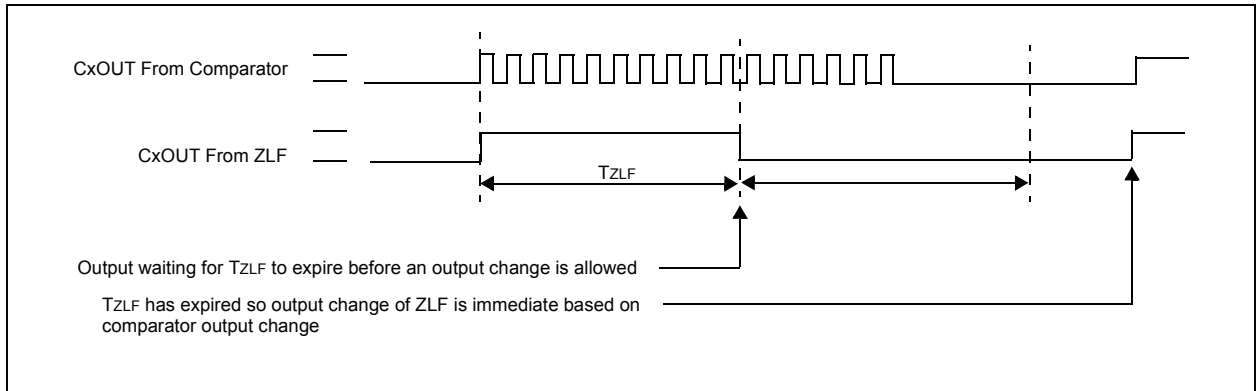 CxOUT From Comparator
CxOUT From ZLF
TZLF
Output waiting for TZLF to expire before an output change is allowed
TZLF has expired so output change of ZLF is immediate based on
comparator output change